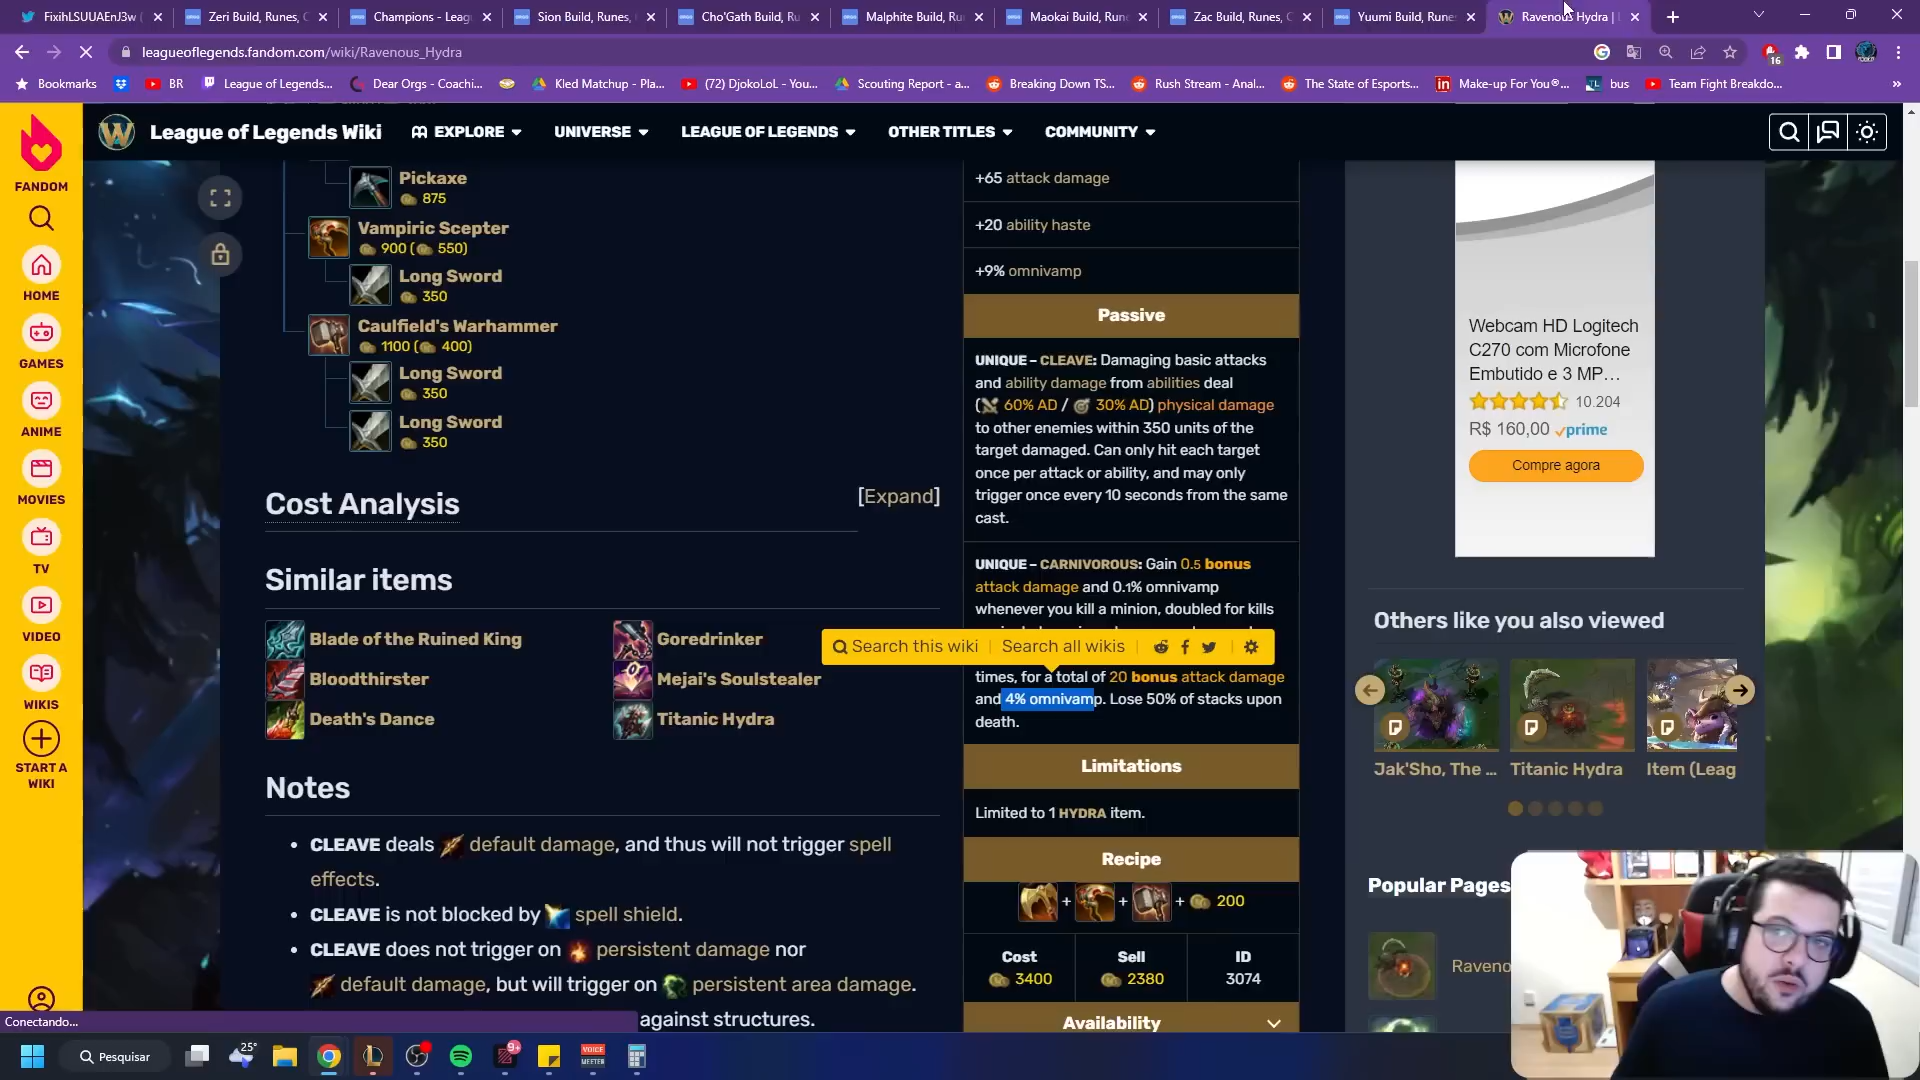 FixihLSUUAEnJ3w (
Zeri Build, Runes, C
Champions - Leag
Sion Build, Runes,
Cho'Gath Build, Ru
Malphite Build, Ru
Maokai Build, Rune
Zac Build, Runes, C
Yuumi Build, Rune
Ravenous Hydra |
leagueoflegends.fandom.com/wiki/Ravenous_Hydra
16
Bookmarks
BR
League of Legends...
Dear Orgs - Coachi...
Kled Matchup - Pla...
(72) DjokoLoL - You...
Scouting Report - a...
Breaking Down TS...
Rush Stream - Anal...
The State of Esports...
Make-up For You®...
bus
Team Fight Breakdo...
»
FANDOM
HOME
GAMES
ANIME
MOVIES
TV
VIDEO
WIKIS
START A
WIKI
League of Legends Wiki
EXPLORE
UNIVERSE
LEAGUE OF LEGENDS
OTHER TITLES
COMMUNITY
Pickaxe
875
Vampiric Scepter
900 ( 550)
Long Sword
350
Caulfield's Warhammer
1100 ( 400)
Long Sword
350
Long Sword
350
Cost Analysis
[Expand]
Similar items
Blade of the Ruined King
Goredrinker
Bloodthirster
Mejai's Soulstealer
Death's Dance
Titanic Hydra
Notes
• CLEAVE deals default damage, and thus will not trigger spell
effects.
• CLEAVE is not blocked by spell shield.
• CLEAVE does not trigger on persistent damage nor
default damage, but will trigger on persistent area damage.
against structures.
+65 attack damage
+20 ability haste
+9% omnivamp
Passive
UNIQUE – CLEAVE: Damaging basic attacks
and ability damage from abilities deal
( 60% AD / 30% AD) physical damage
to other enemies within 350 units of the
target damaged. Can only hit each target
once per attack or ability, and may only
trigger once every 10 seconds from the same
cast.
UNIQUE – CARNIVOROUS: Gain 0.5 bonus
attack damage and 0.1% omnivamp
whenever you kill a minion, doubled for kills
Search this wiki
Search all wikis
times, for a total of 20 bonus attack damage
and 4% omnivamp. Lose 50% of stacks upon
death.
Limitations
Limited to 1 HYDRA item.
Recipe
+ + + 200
Cost
Sell
ID
3400
2380
3074
Availability
Webcam HD Logitech
C270 com Microfone
Embutido e 3 MP…
10.204
R$ 160,00 prime
Compre agora
Others like you also viewed
Jak'Sho, The ...
Titanic Hydra
Item (Leag
Popular Pages
Raveno
Conectando...
Pesquisar
25°
9+
VOICE
MEETER